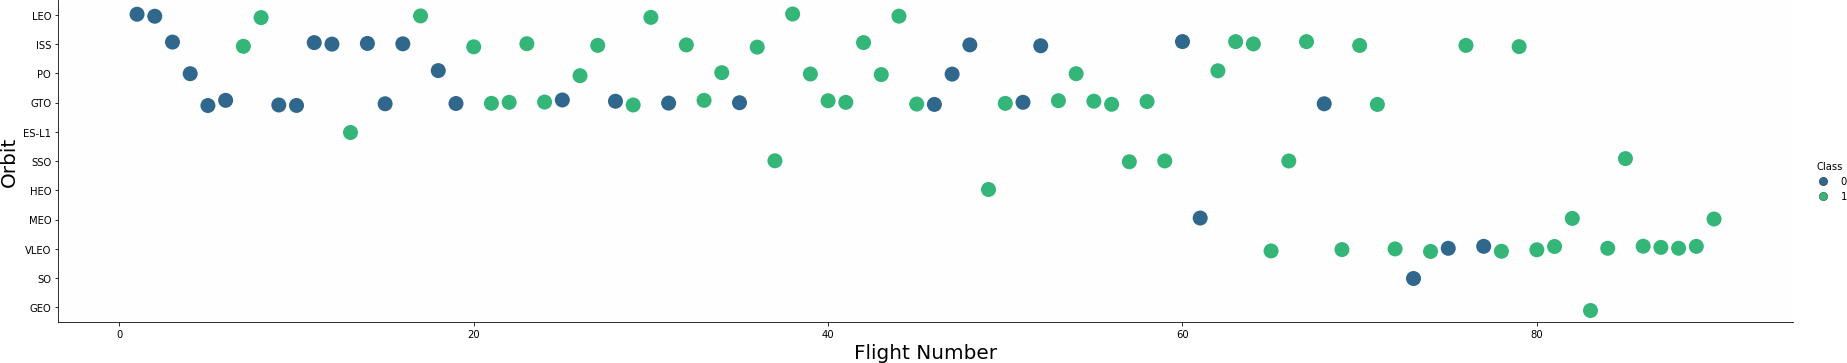 LEO
ISS
PO
GTO
ES-L1
SSO
HEO
MEO
VLEO
SO
GEO
Orbit
0 20 40 60 80
Flight Number
Class
0
1